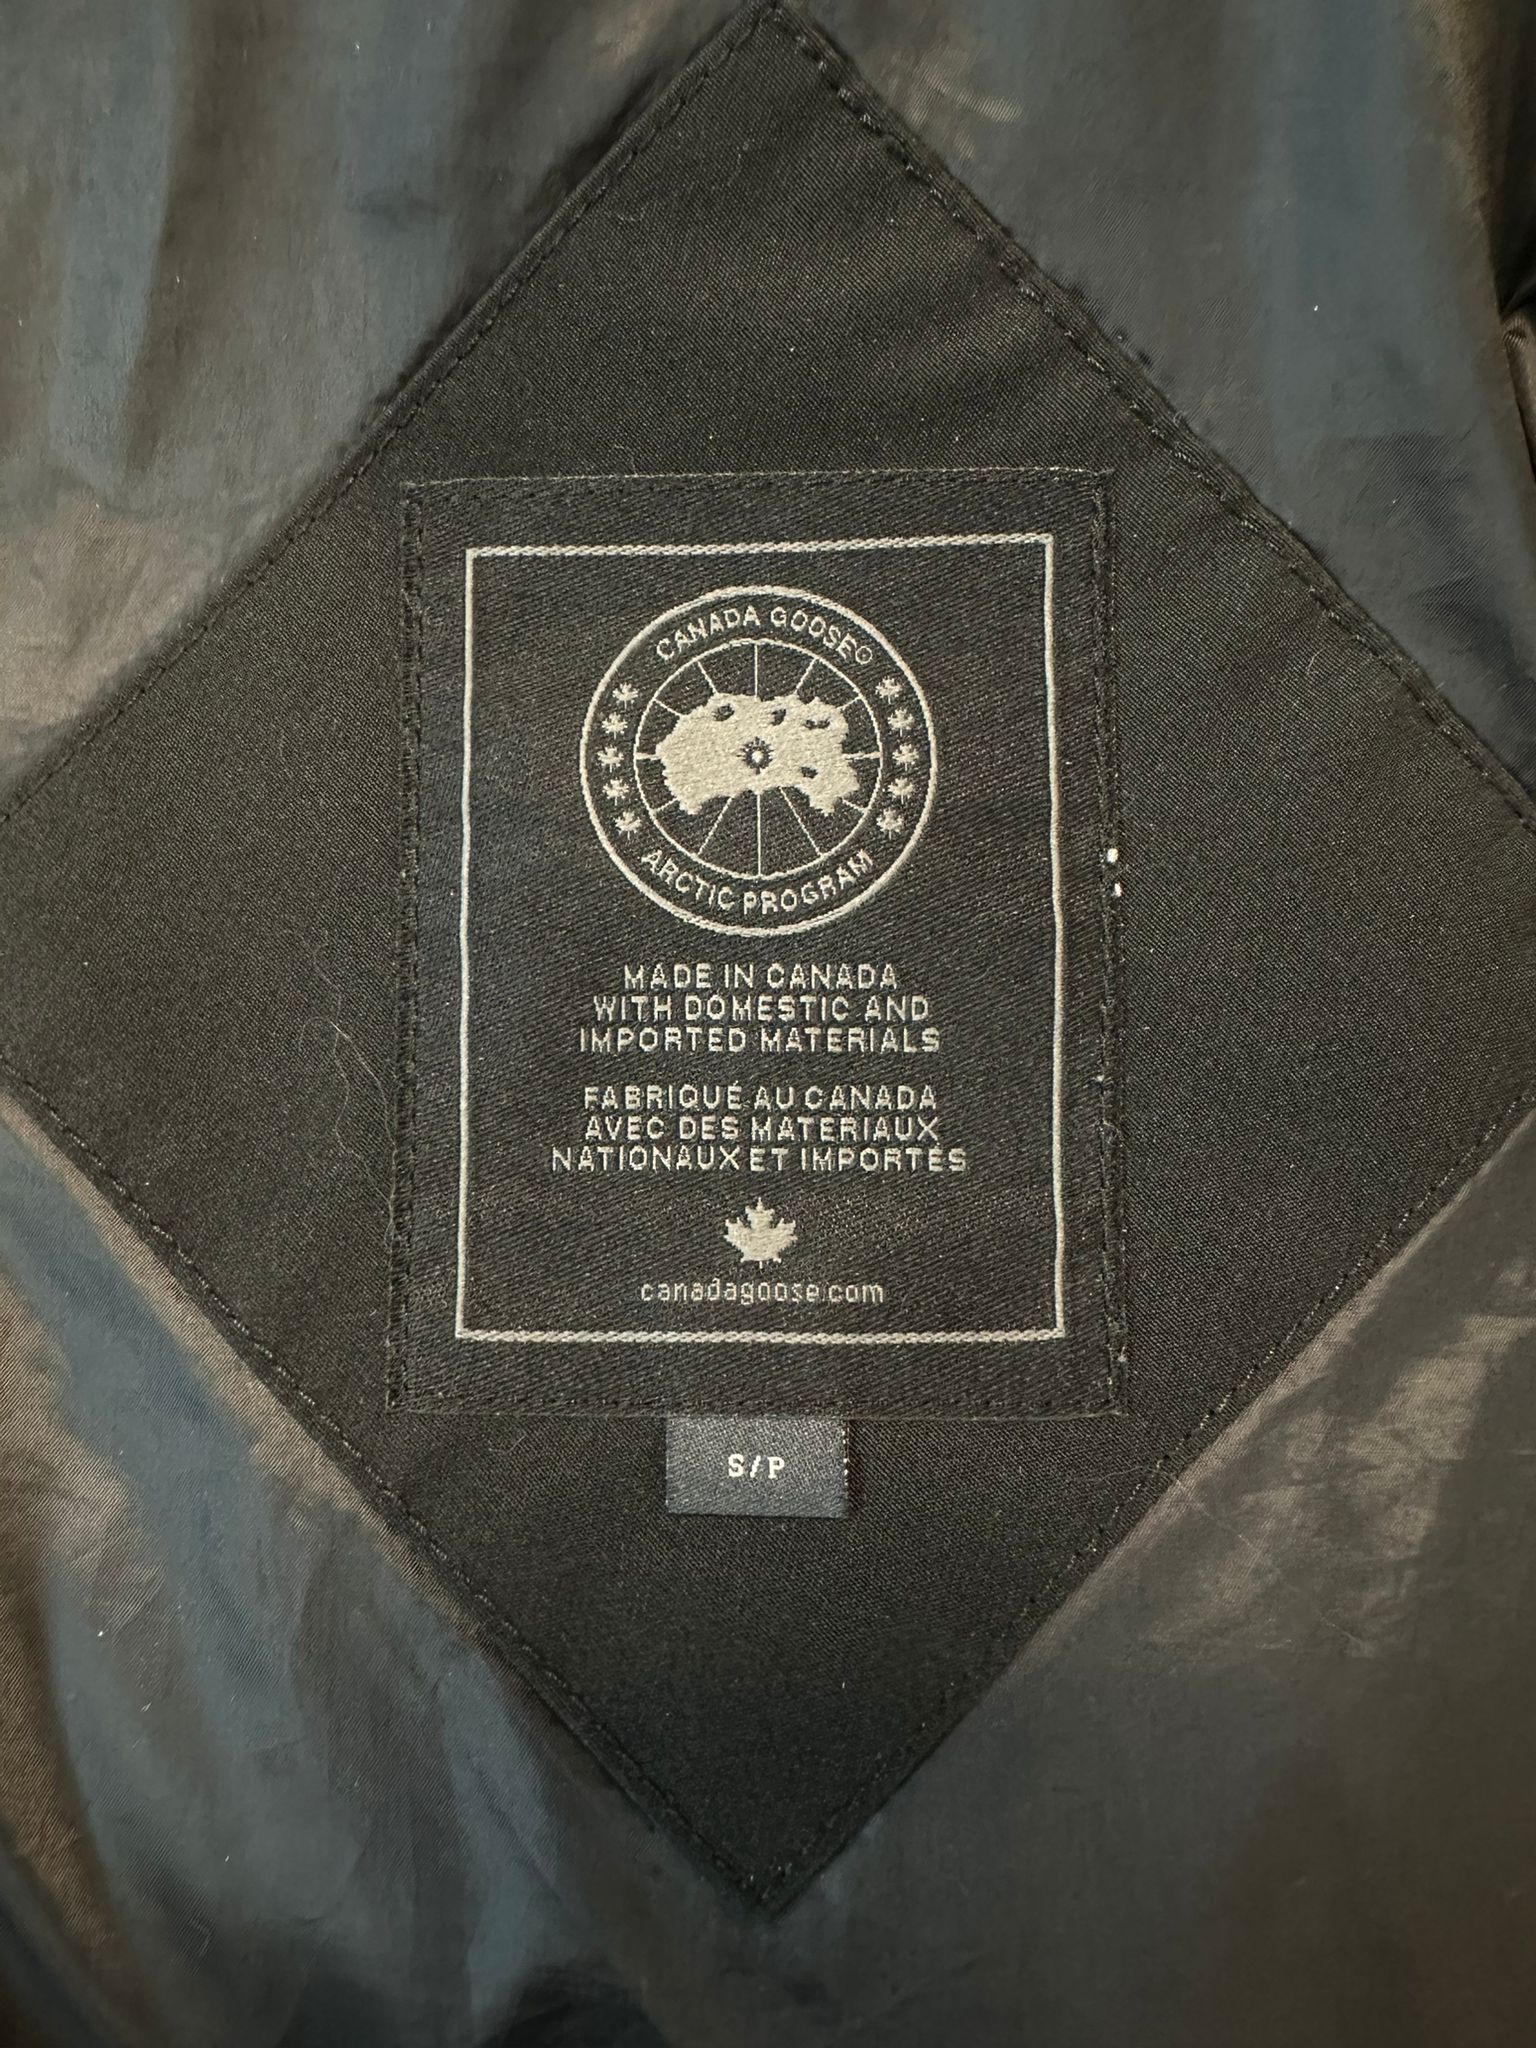 CANADA GOOSE®
ARCTIC PROGRAM
MADE IN CANADA
WITH DOMESTIC AND
IMPORTED MATERIALS
FABRIQUÉ AU CANADA
AVEC DES MATERIAUX
NATIONAUX ET IMPORTÉS
canadagoose.com
S/P